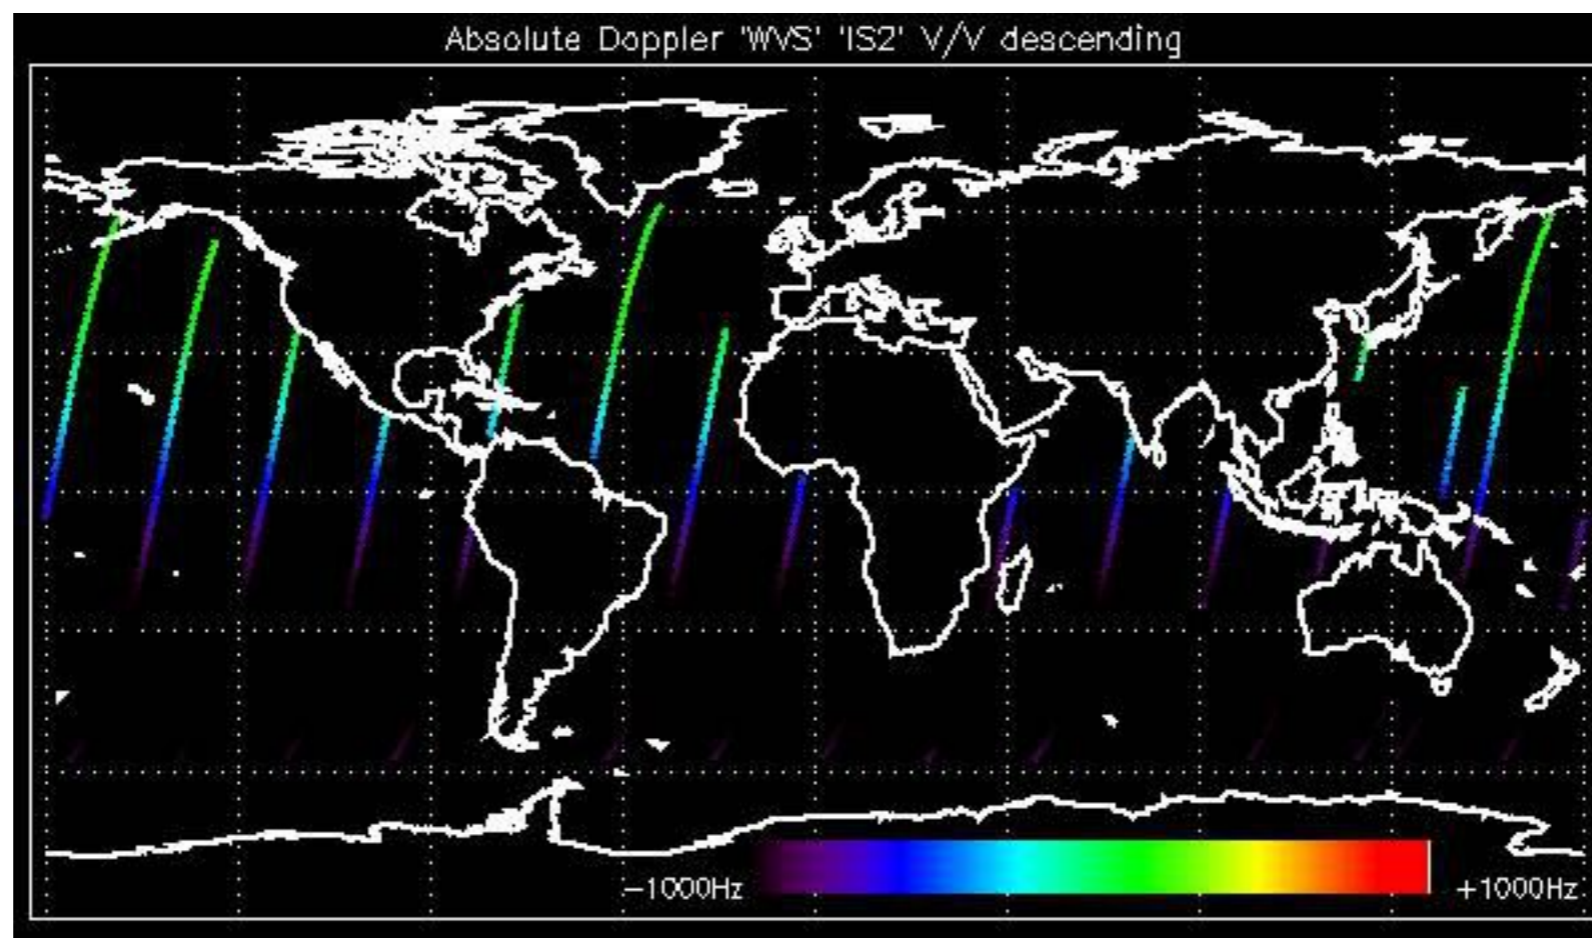 Absolute Doppler 'WVS' 'IS2' V/V descending
-1000Hz +1000Hz